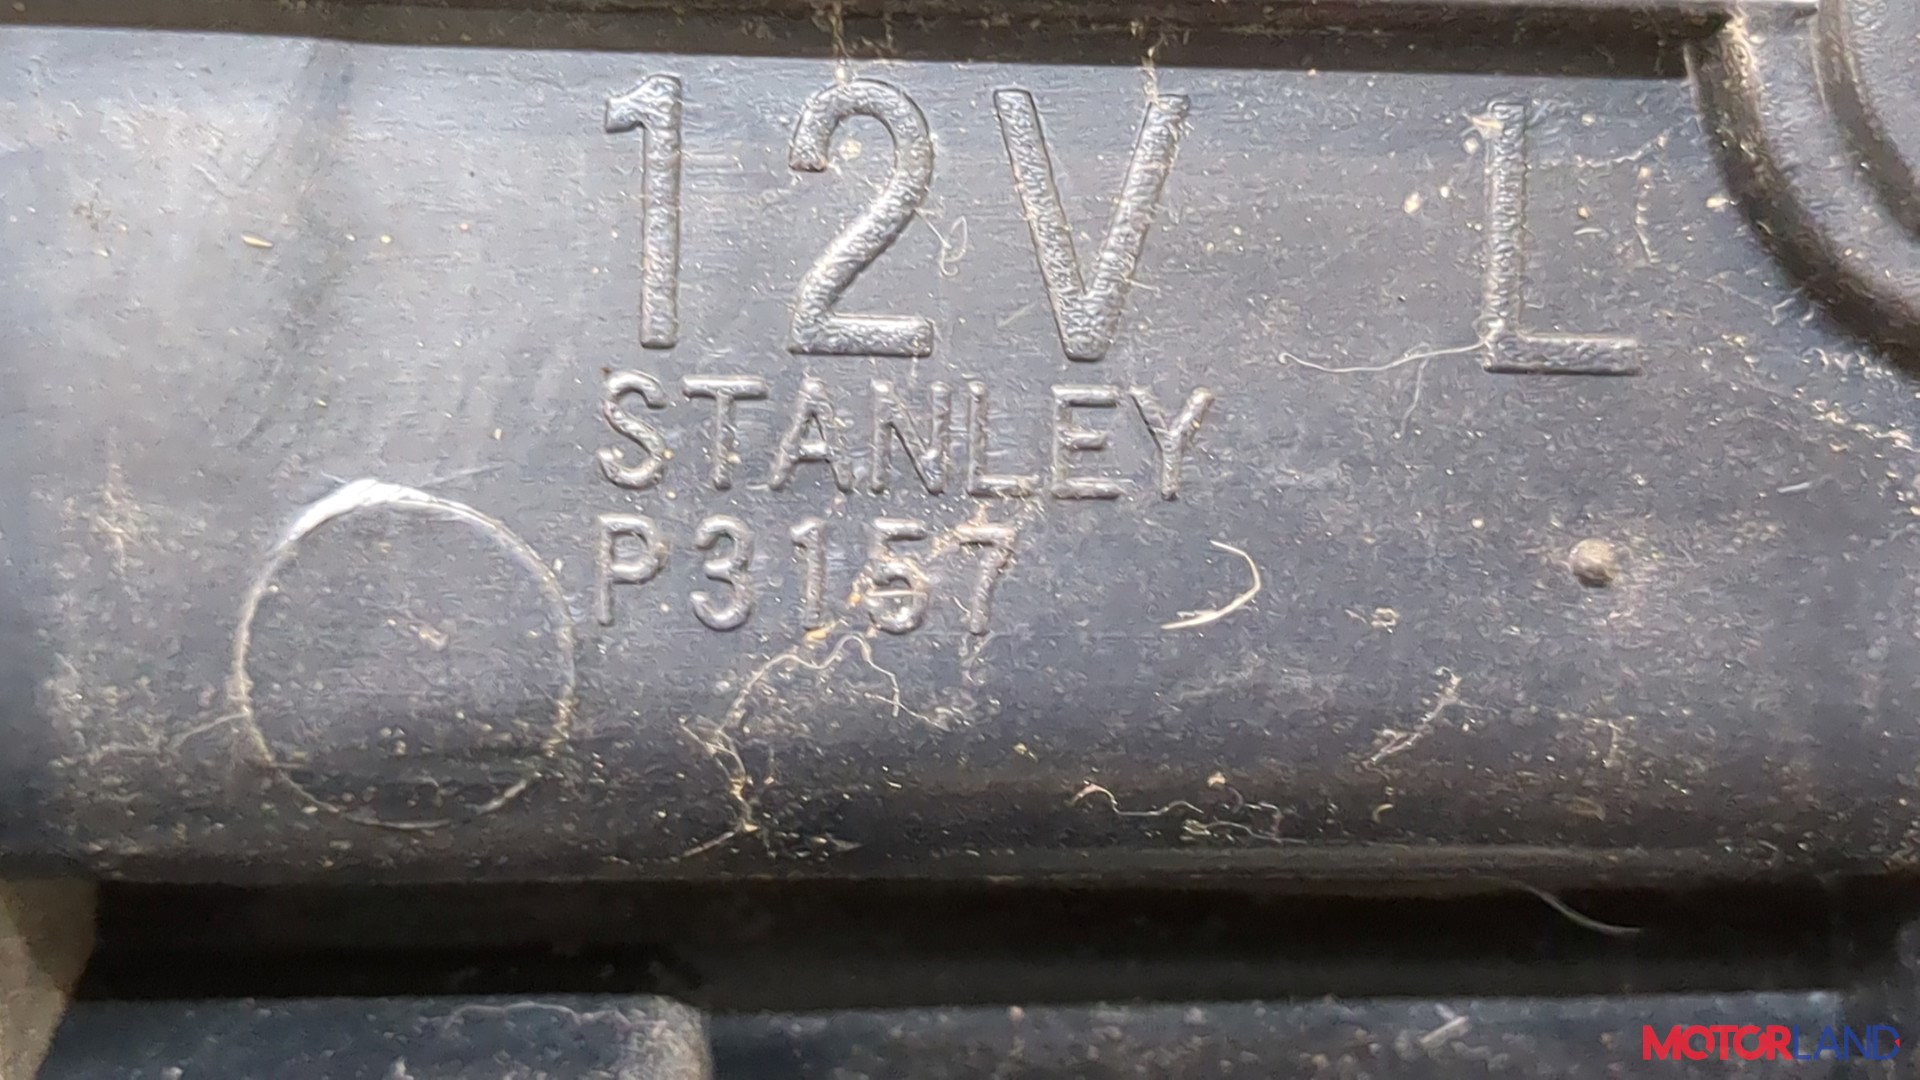 12V L
STANLEY
P3157
MOTORLAND